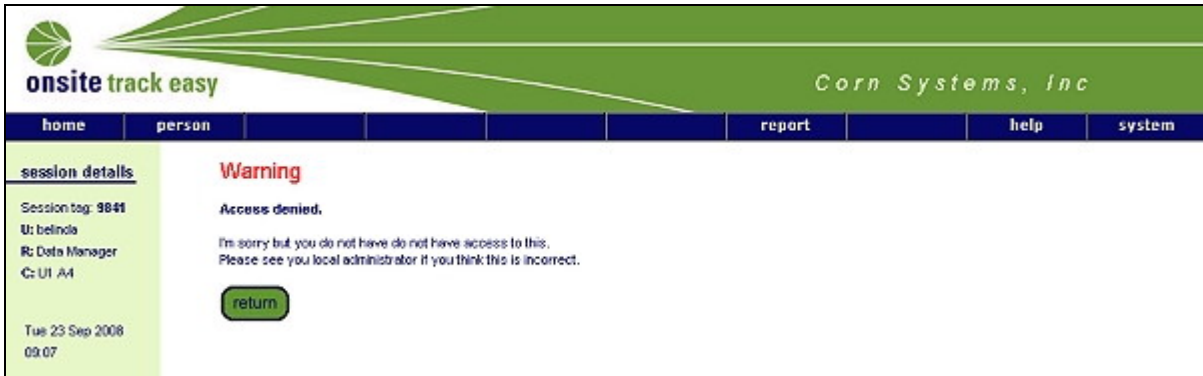 onsite track easy
Corn Systems, Inc
home person report help system
session details
Session tag: 9841
U: belinda
R: Data Manager
C: U1 A4
Tue 23 Sep 2008
09:07
Warning
Access denied.
I'm sorry but you do not have do not have access to this.
Please see you local administrator if you think this is incorrect.
return